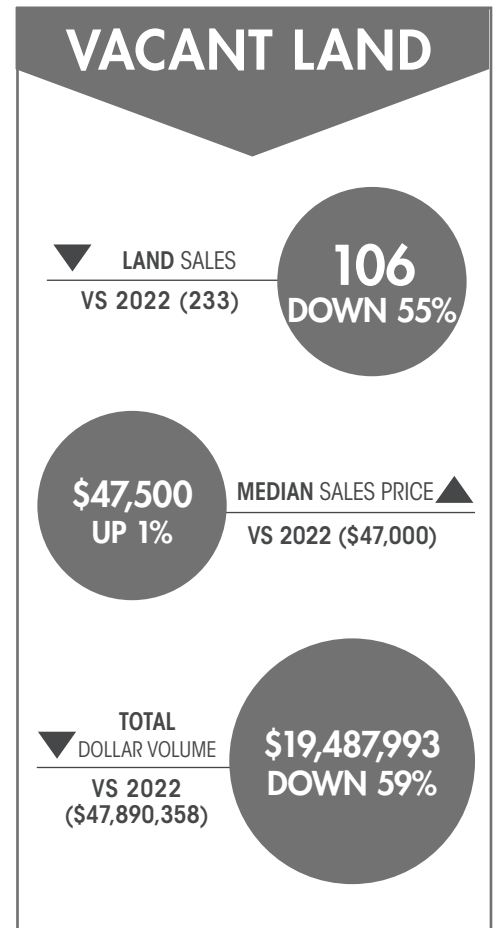 VACANT LAND
LAND SALES
VS 2022 (233)
106
DOWN 55%
$47,500
UP 1%
MEDIAN SALES PRICE
VS 2022 ($47,000)
TOTAL
DOLLAR VOLUME
VS 2022
($47,890,358)
$19,487,993
DOWN 59%